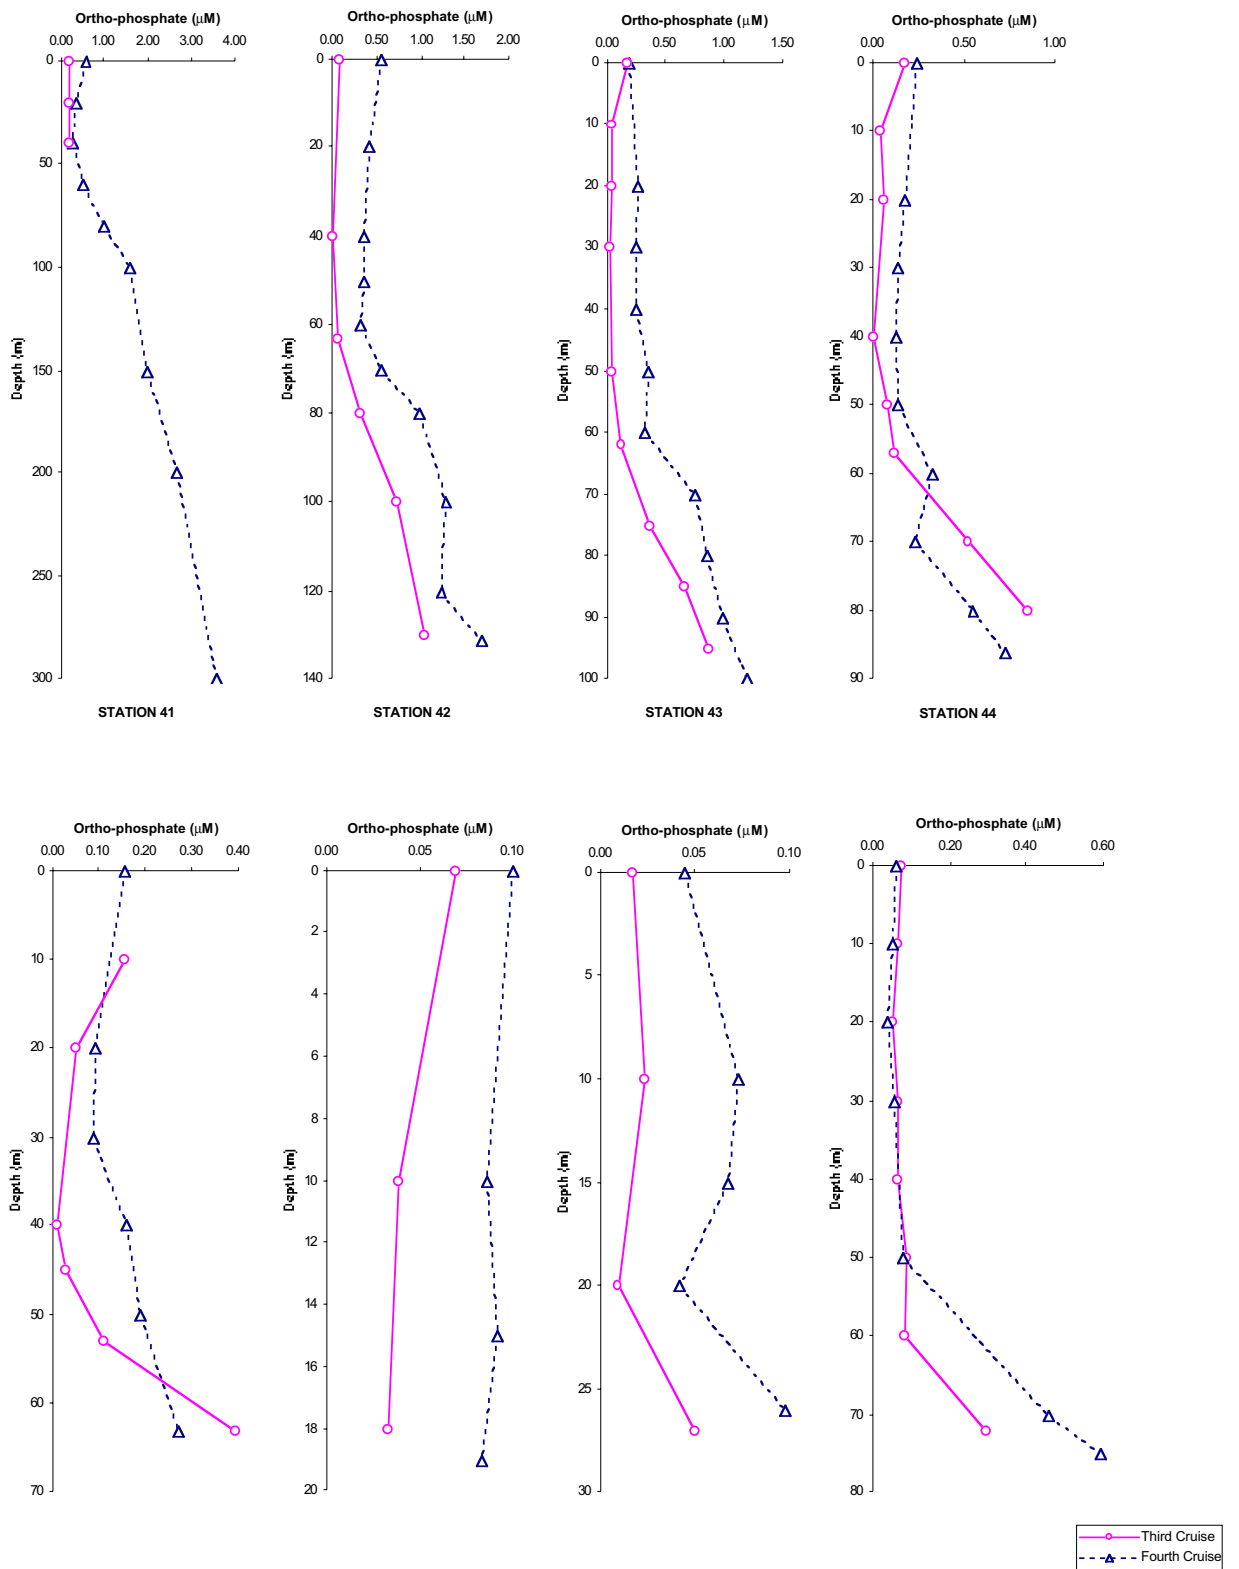 Ortho-phosphate (μM)
0.00 1.00 2.00 3.00 4.00
0
50
100
150
200
250
300
Depth (m)
STATION 41
Ortho-phosphate (μM)
0.00 0.50 1.00 1.50 2.00
0
20
40
60
80
100
120
140
Depth (m)
STATION 42
Ortho-phosphate (μM)
0.00 0.50 1.00 1.50
0
10
20
30
40
50
60
70
80
90
100
Depth (m)
STATION 43
Ortho-phosphate (μM)
0.00 0.50 1.00
0
10
20
30
40
50
60
70
80
90
Depth (m)
STATION 44
Ortho-phosphate (μM)
0.00 0.10 0.20 0.30 0.40
0
10
20
30
40
50
60
70
Depth (m)
Ortho-phosphate (μM)
0.00 0.05 0.10
0
2
4
6
8
10
12
14
16
18
20
Depth (m)
Ortho-phosphate (μM)
0.00 0.05 0.10
0
5
10
15
20
25
30
Depth (m)
Ortho-phosphate (μM)
0.00 0.20 0.40 0.60
0
10
20
30
40
50
60
70
80
Depth (m)
Third Cruise
Fourth Cruise